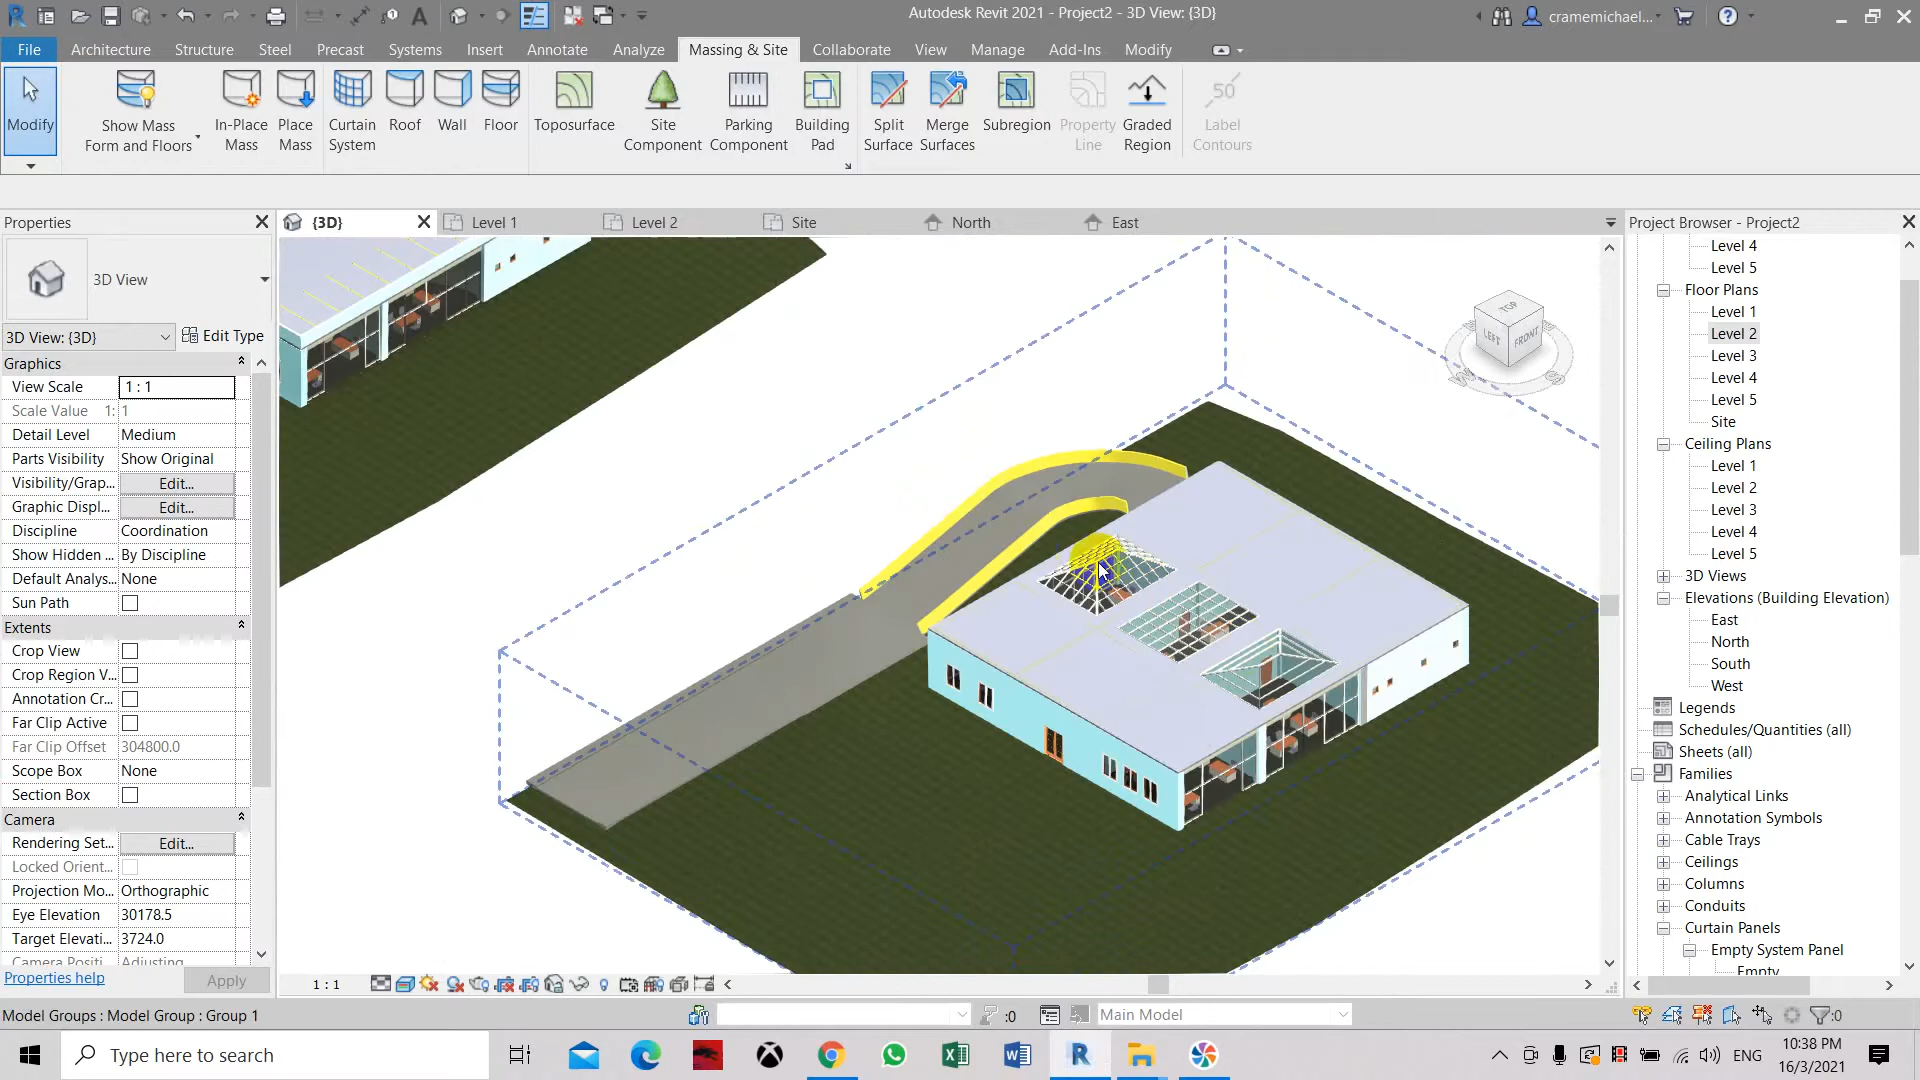 Autodesk Revit 2021 - Project2 - 3D View: {3D}
cramemichael...
File Architecture Structure Steel Precast Systems Insert Annotate Analyze Massing & Site Collaborate View Manage Add-Ins Modify
Modify
Show Mass Form and Floors
In-Place Mass
Place Mass
Curtain System
Roof
Wall
Floor
Toposurface
Site Component
Parking Component
Building Pad
Split Surface
Merge Surfaces
Subregion
Property Line
Graded Region
50
Label Contours
Properties
{3D} Level 1 Level 2 Site North East
Project Browser - Project2
3D View
3D View: {3D} Edit Type
Graphics
View Scale 1 : 1
Scale Value 1: 1
Detail Level Medium
Parts Visibility Show Original
Visibility/Grap... Edit...
Graphic Displ... Edit...
Discipline Coordination
Show Hidden ... By Discipline
Default Analys... None
Sun Path
Extents
Crop View
Crop Region V...
Annotation Cr...
Far Clip Active
Far Clip Offset 304800.0
Scope Box None
Section Box
Camera
Rendering Set... Edit...
Locked Orient...
Projection Mo... Orthographic
Eye Elevation 30178.5
Target Elevati... 3724.0
Camera Positi... Adjusting
Properties help Apply
TOP
LEFT FRONT
W S
Level 4
Level 5
Floor Plans
Level 1
Level 2
Level 3
Level 4
Level 5
Site
Ceiling Plans
Level 1
Level 2
Level 3
Level 4
Level 5
3D Views
Elevations (Building Elevation)
East
North
South
West
Legends
Schedules/Quantities (all)
Sheets (all)
Families
Analytical Links
Annotation Symbols
Cable Trays
Ceilings
Columns
Conduits
Curtain Panels
Empty System Panel
Empty
1 : 1
Model Groups : Model Group : Group 1
:0
Main Model
:0
Type here to search
ENG
10:38 PM
16/3/2021